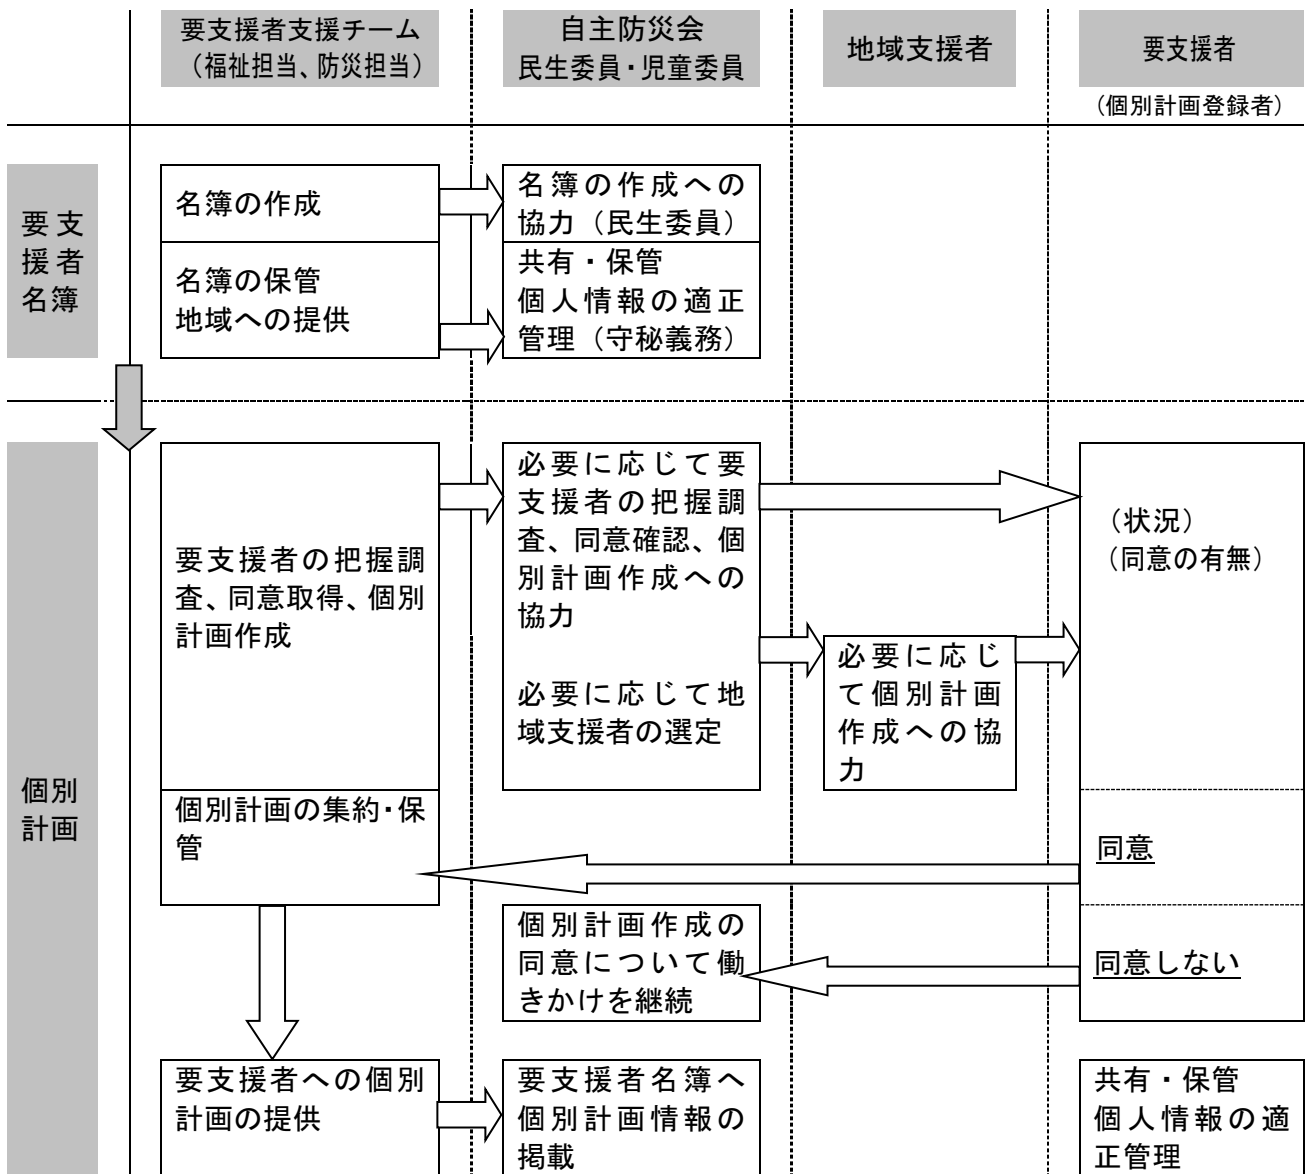 要支援者支援チーム
（福祉担当、防災担当）
自主防災会
民生委員・児童委員
地域支援者
要支援者
（個別計画登録者）
要支
援者
名簿
名簿の作成
名簿の作成への
協力（民生委員）
名簿の保管
地域への提供
共有・保管
個人情報の適正
管理（守秘義務）
個別
計画
要支援者の把握調
査、同意取得、個別
計画作成
必要に応じて要
支援者の把握調
査、同意確認、個
別計画作成への
協力
必要に応じて地
域支援者の選定
必要に応じ
て個別計画
作成への協
力
（状況）
（同意の有無）
個別計画の集約・保
管
同意
個別計画作成の
同意について働
きかけを継続
同意しない
要支援者への個別
計画の提供
要支援者名簿へ
個別計画情報の
掲載
共有・保管
個人情報の適
正管理